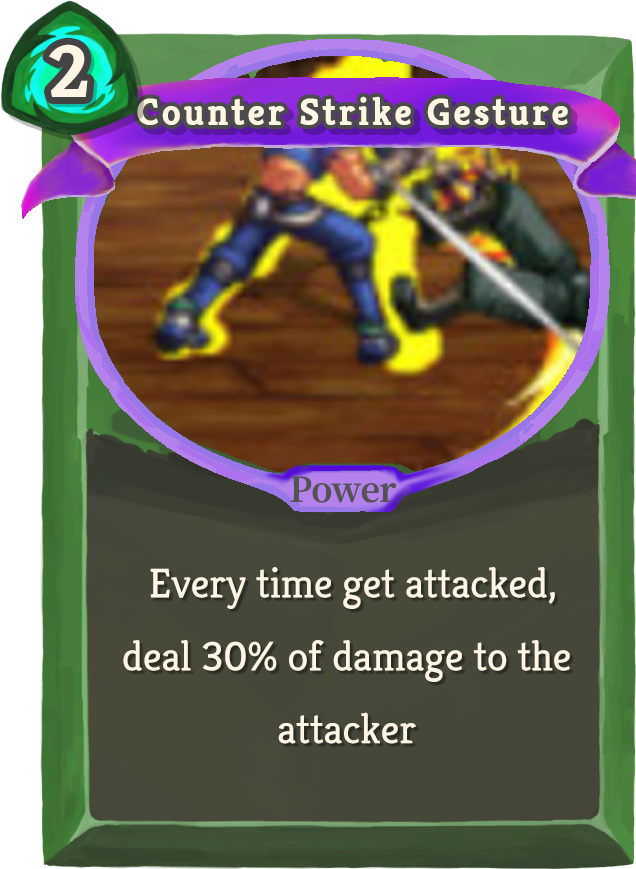 2
Counter Strike Gesture
Power
Every time get attacked,
deal 30% of damage to the
attacker